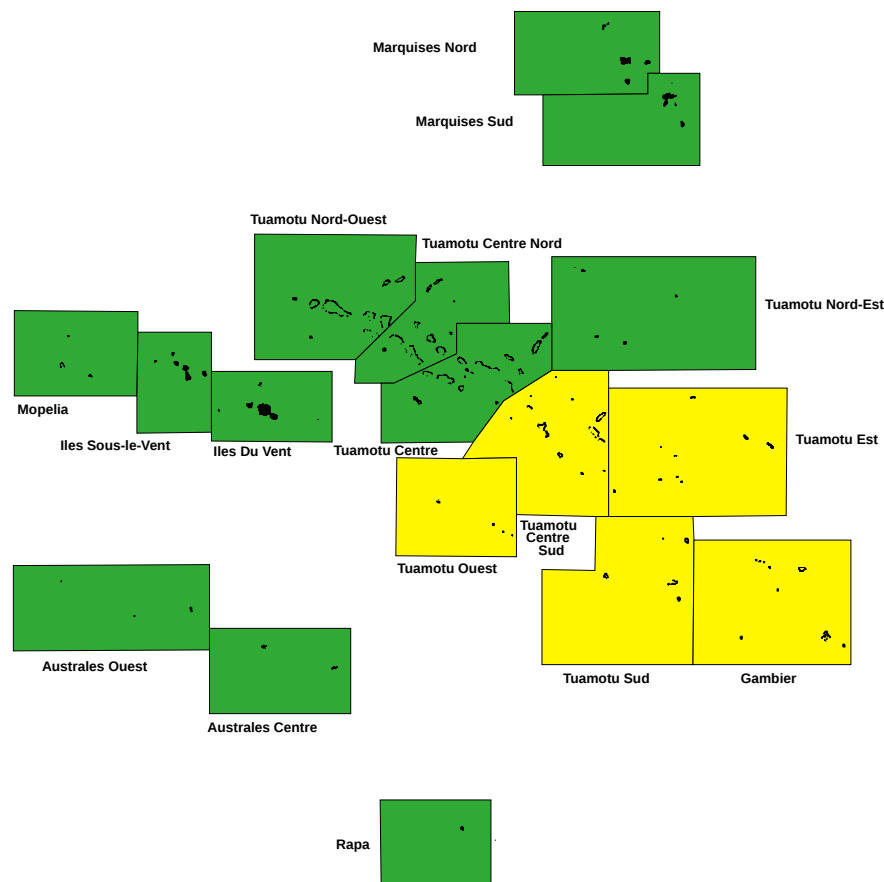 Marquises Nord
Marquises Sud
Tuamotu Nord-Ouest
Tuamotu Centre Nord
Tuamotu Nord-Est
Mopelia
Iles Sous-le-Vent
Iles Du Vent
Tuamotu Centre
Tuamotu Est
Tuamotu
Centre
Sud
Tuamotu Ouest
Australes Ouest
Tuamotu Sud
Gambier
Australes Centre
Rapa